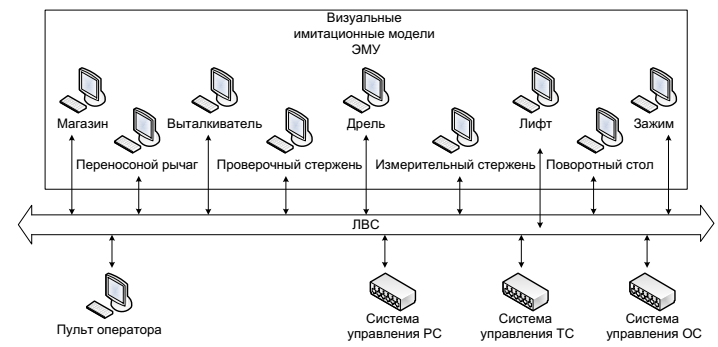 Визуальные
имитационные модели
ЭМУ
Магазин
Выталкиватель
Дрель
Лифт
Зажим
Переносоной рычаг
Проверочный стержень
Измерительный стержень
Поворотный стол
ЛВС
Пульт оператора
Система
управления РС
Система
управления ТС
Система
управления ОС